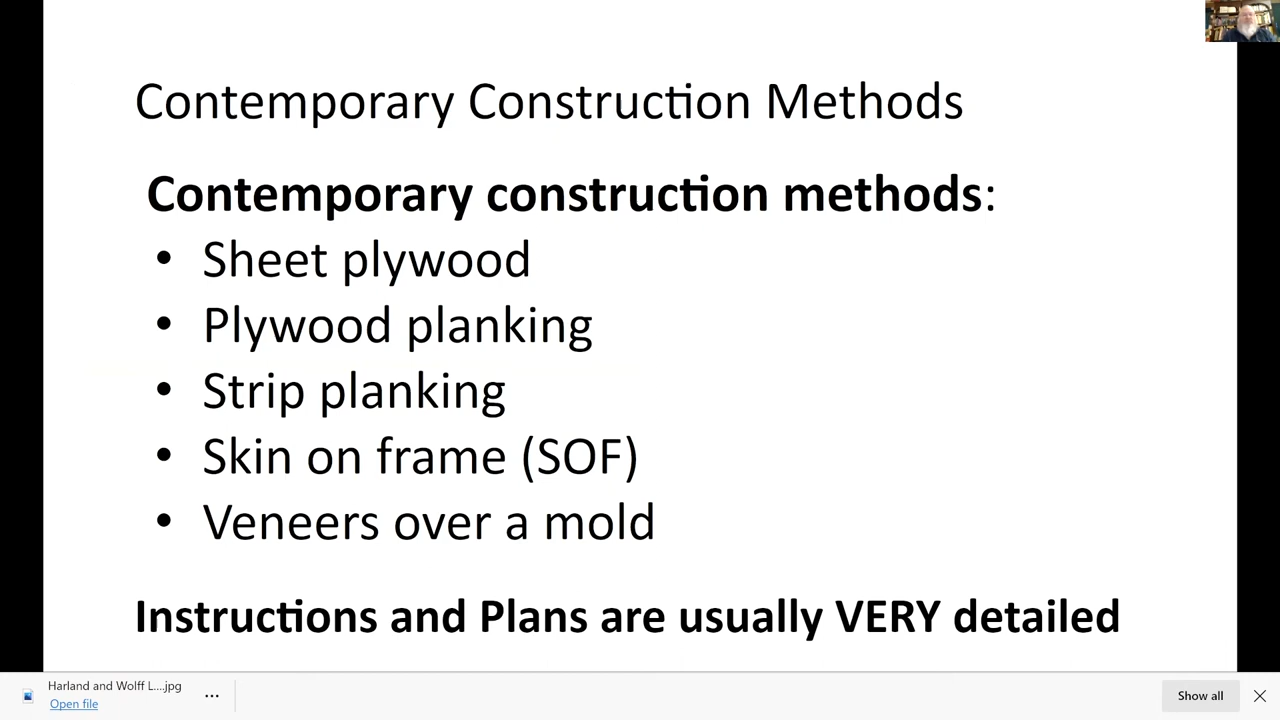 Contemporary Construction Methods
Contemporary construction methods:
• Sheet plywood
• Plywood planking
• Strip planking
• Skin on frame (SOF)
• Veneers over a mold
Instructions and Plans are usually VERY detailed
Harland and Wolff L....jpg
Open file
Show all